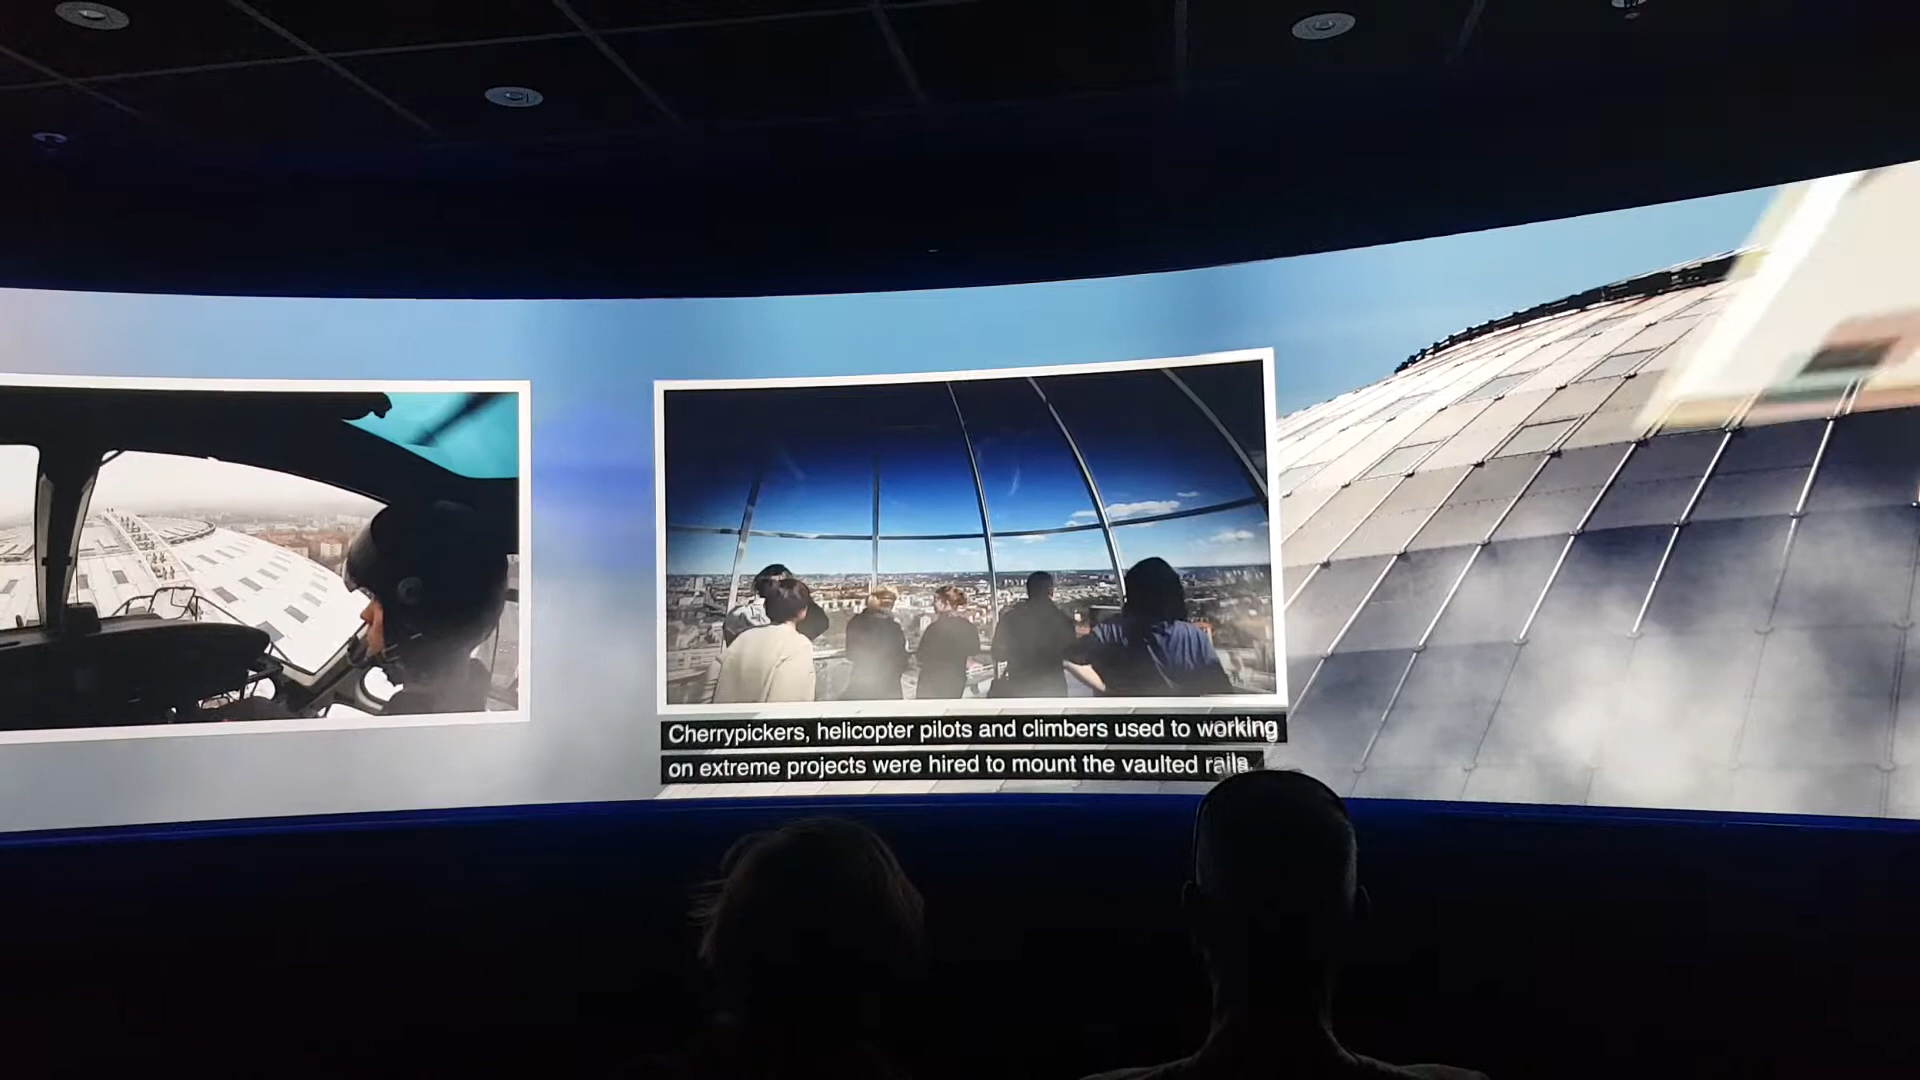 Cherrypickers, helicopter pilots and climbers used to working
on extreme projects were hired to mount the vaulted rails.